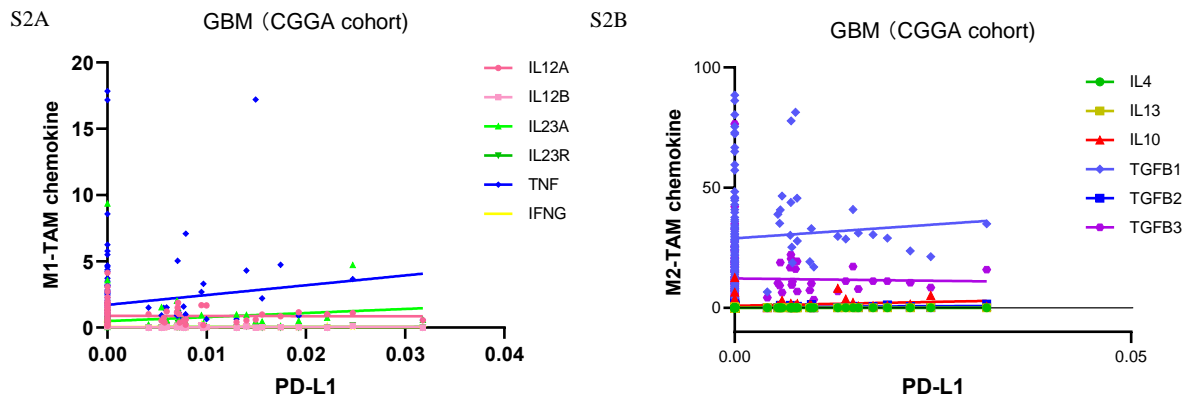 S2A
GBM (CGGA cohort)
M1-TAM chemokine
20
15
10
5
0
0.00 0.01 0.02 0.03 0.04
PD-L1
IL12A
IL12B
IL23A
IL23R
TNF
IFNG
S2B
GBM (CGGA cohort)
M2-TAM chemokine
100
50
0
0.00 0.05
PD-L1
IL4
IL13
IL10
TGFB1
TGFB2
TGFB3